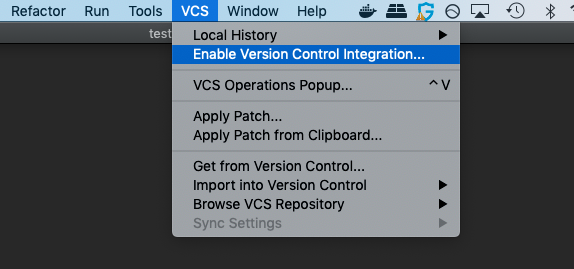 Refactor Run Tools VCS Window Help
test
Local History
Enable Version Control Integration...
VCS Operations Popup... ^V
Apply Patch...
Apply Patch from Clipboard...
Get from Version Control...
Import into Version Control
Browse VCS Repository
Sync Settings